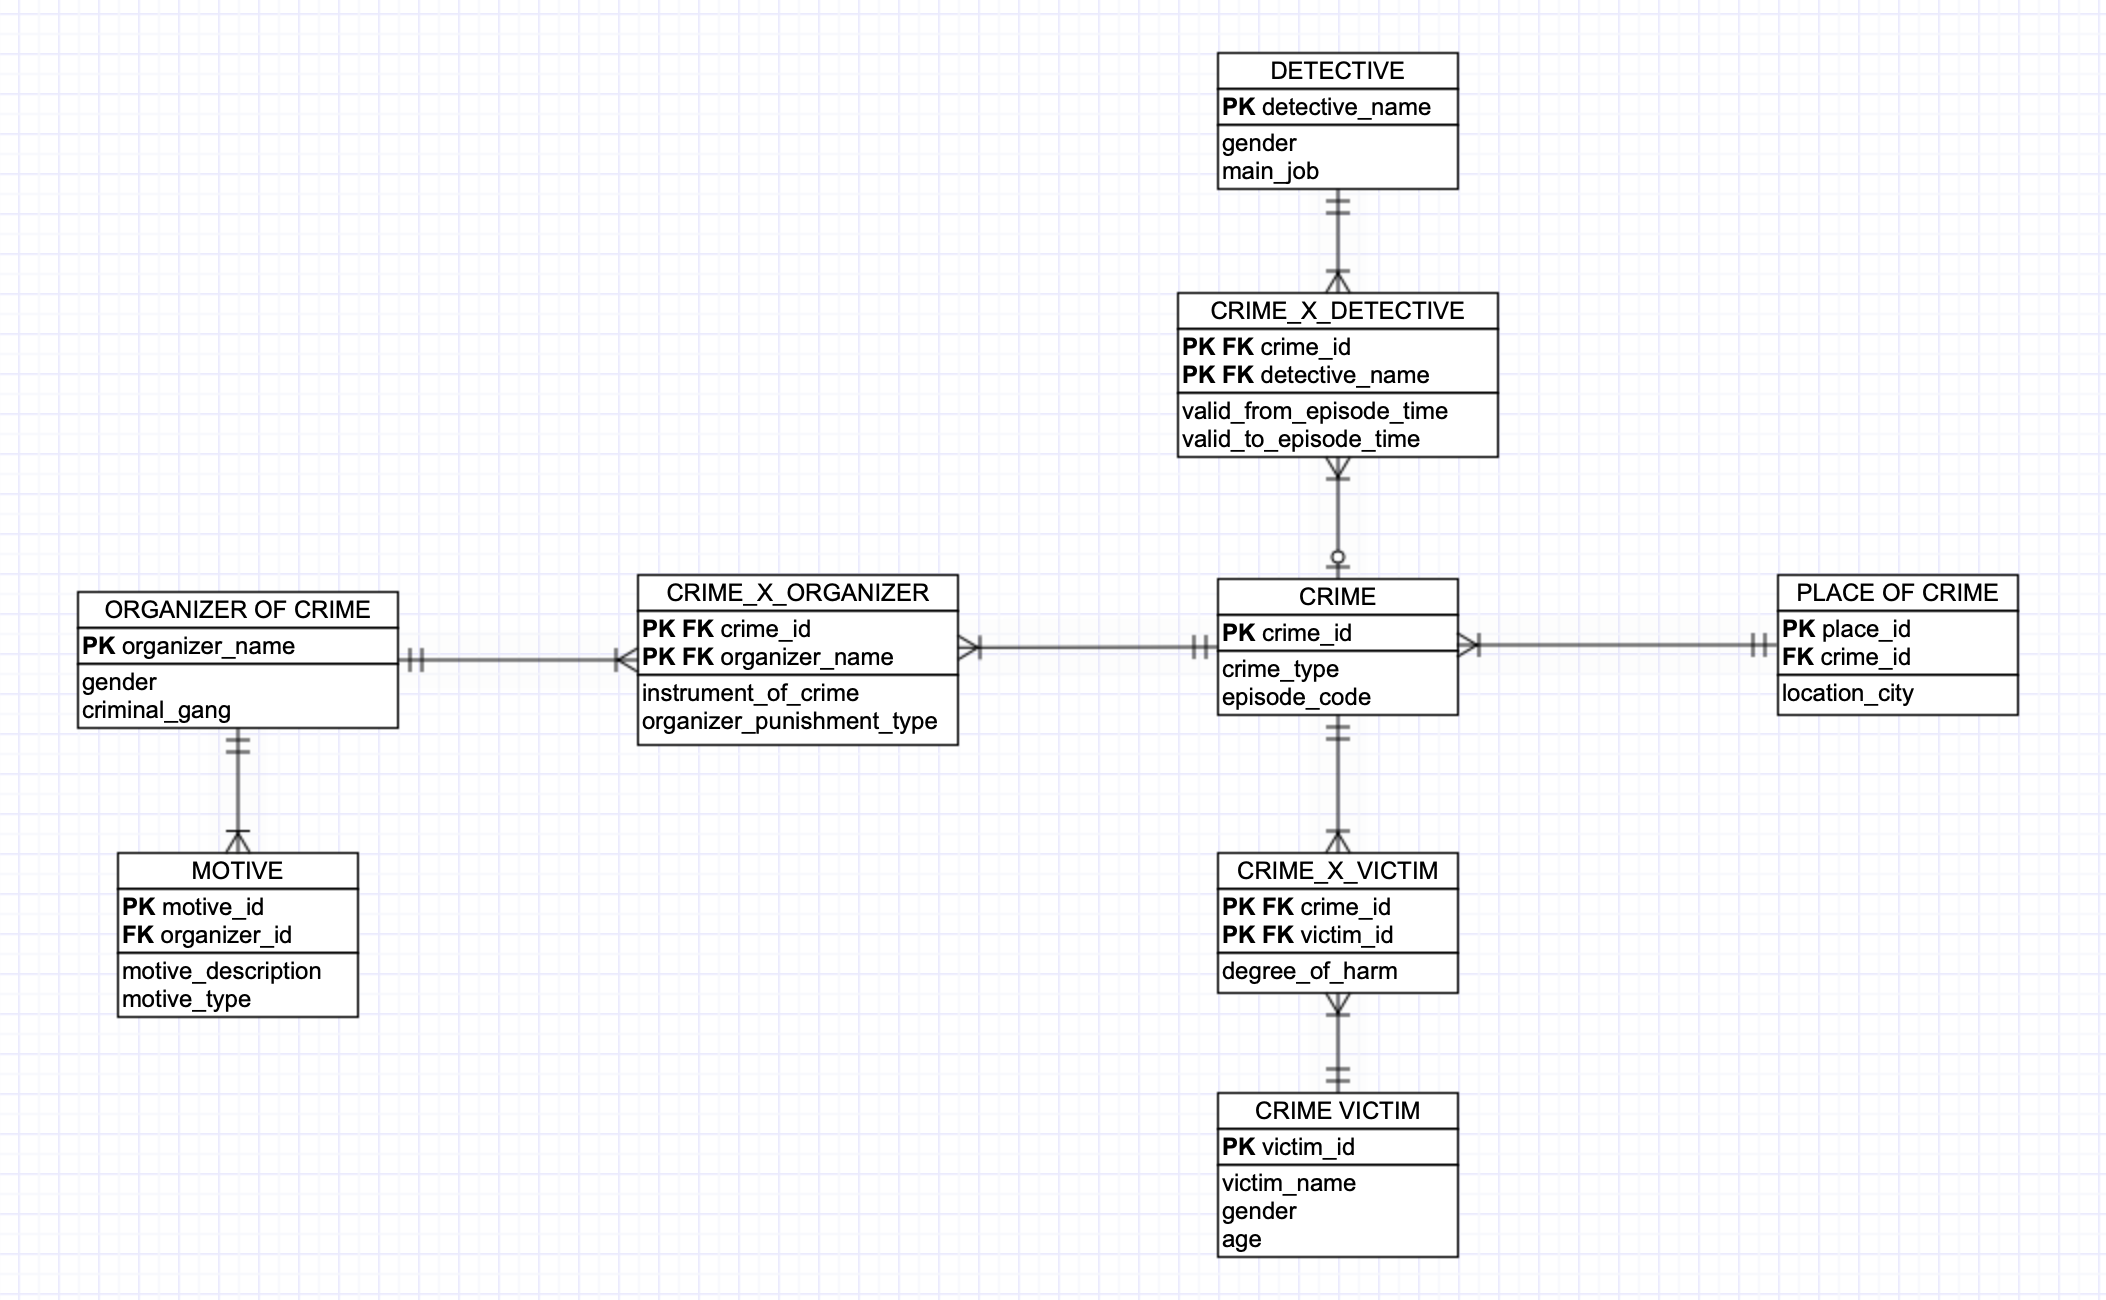 DETECTIVE
PK detective_name
gender
main_job
CRIME_X_DETECTIVE
PK FK crime_id
PK FK detective_name
valid_from_episode_time
valid_to_episode_time
ORGANIZER OF CRIME
PK organizer_name
gender
criminal_gang
CRIME_X_ORGANIZER
PK FK crime_id
PK FK organizer_name
instrument_of_crime
organizer_punishment_type
CRIME
PK crime_id
crime_type
episode_code
PLACE OF CRIME
PK place_id
FK crime_id
location_city
MOTIVE
PK motive_id
FK organizer_id
motive_description
motive_type
CRIME_X_VICTIM
PK FK crime_id
PK FK victim_id
degree_of_harm
CRIME VICTIM
PK victim_id
victim_name
gender
age